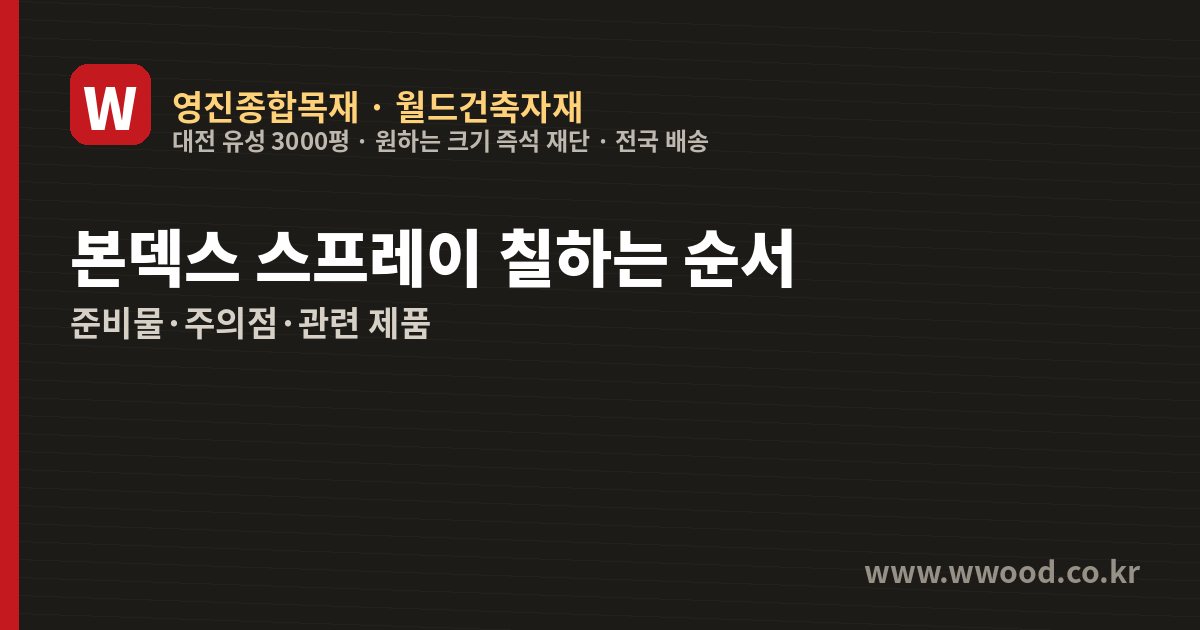 W
영진종합목재 · 월드건축자재
대전 유성 3000평 · 원하는 크기 즉석 재단 · 전국 배송
본덱스 스프레이 칠하는 순서
준비물·주의점·관련 제품
www.wwood.co.kr